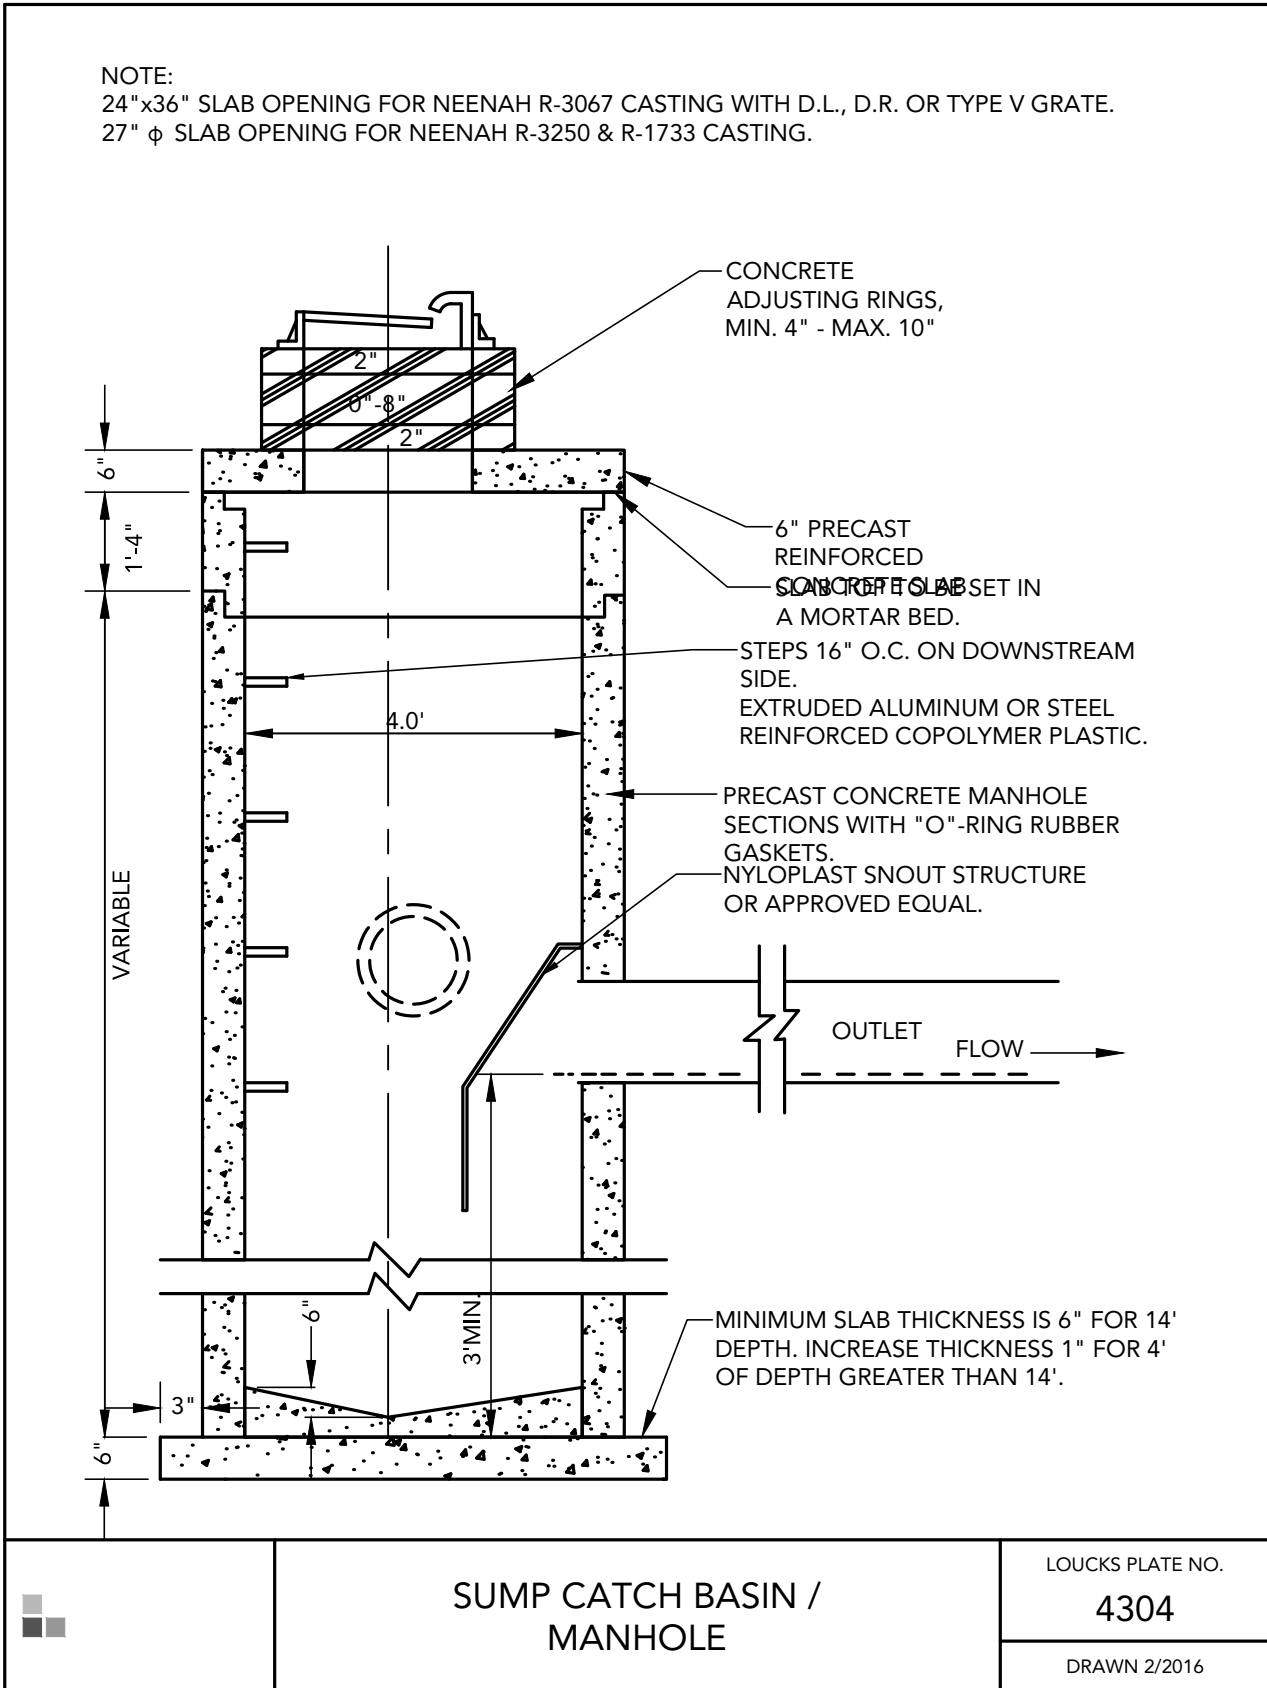 NOTE:
24"x36" SLAB OPENING FOR NEENAH R-3067 CASTING WITH D.L., D.R. OR TYPE V GRATE.
27" ϕ SLAB OPENING FOR NEENAH R-3250 & R-1733 CASTING.
CONCRETE
ADJUSTING RINGS,
MIN. 4" - MAX. 10"
2"
0"-8"
2"
6"
1'-4"
6" PRECAST
REINFORCED
CONCRETE SLAB.
SLAB TOP TO BE SET IN
A MORTAR BED.
STEPS 16" O.C. ON DOWNSTREAM
SIDE.
EXTRUDED ALUMINUM OR STEEL
REINFORCED COPOLYMER PLASTIC.
4.0'
PRECAST CONCRETE MANHOLE
SECTIONS WITH "O"-RING RUBBER
GASKETS.
NYLOPLAST SNOUT STRUCTURE
OR APPROVED EQUAL.
VARIABLE
OUTLET
FLOW
6"
3'MIN.
MINIMUM SLAB THICKNESS IS 6" FOR 14'
DEPTH. INCREASE THICKNESS 1" FOR 4'
OF DEPTH GREATER THAN 14'.
3"
6"
SUMP CATCH BASIN /
MANHOLE
LOUCKS PLATE NO.
4304
DRAWN 2/2016